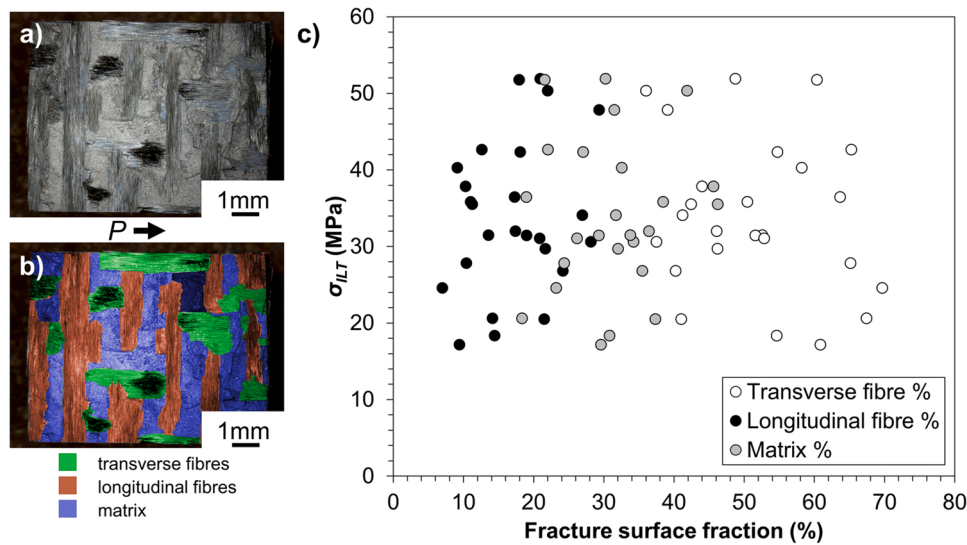 a)
1mm
P
b)
1mm
transverse fibres
longitudinal fibres
matrix
c)
60
50
40
30
20
10
0
σILT (MPa)
0 10 20 30 40 50 60 70 80
Fracture surface fraction (%)
Transverse fibre %
Longitudinal fibre %
Matrix %